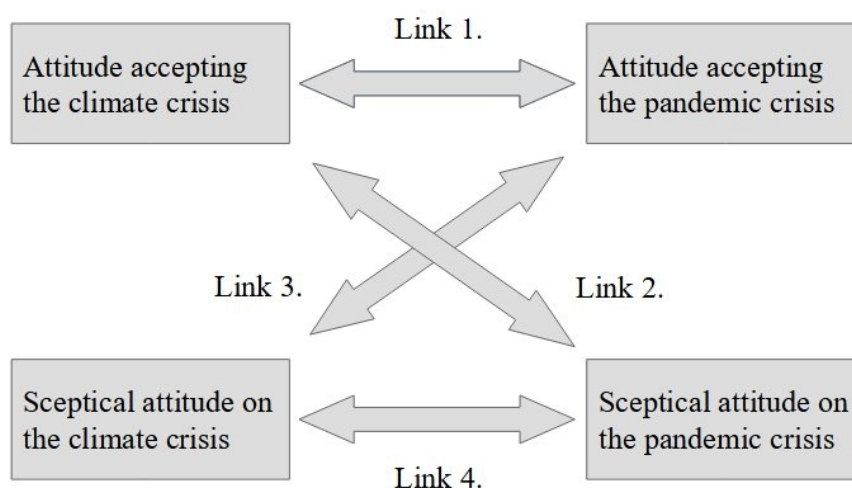 Link 1.
Attitude accepting
the climate crisis
Attitude accepting
the pandemic crisis
Link 3.
Link 2.
Sceptical attitude on
the climate crisis
Sceptical attitude on
the pandemic crisis
Link 4.